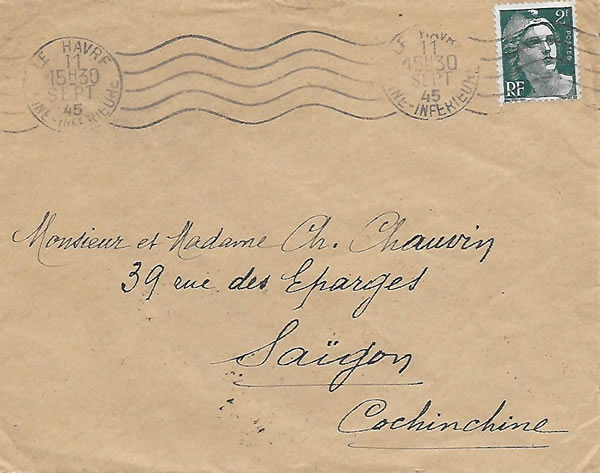 LE HAVRE
11
15H30
SEPT
45
INE-INFERIEURE
LE HAVR
11
15H30
SEPT
45
INE-INFERIEURE
2F
POSTES
RF
Monsieur et Madame Ch. Chauvin
39 rue des Eparges
Saïgon
Cochinchine